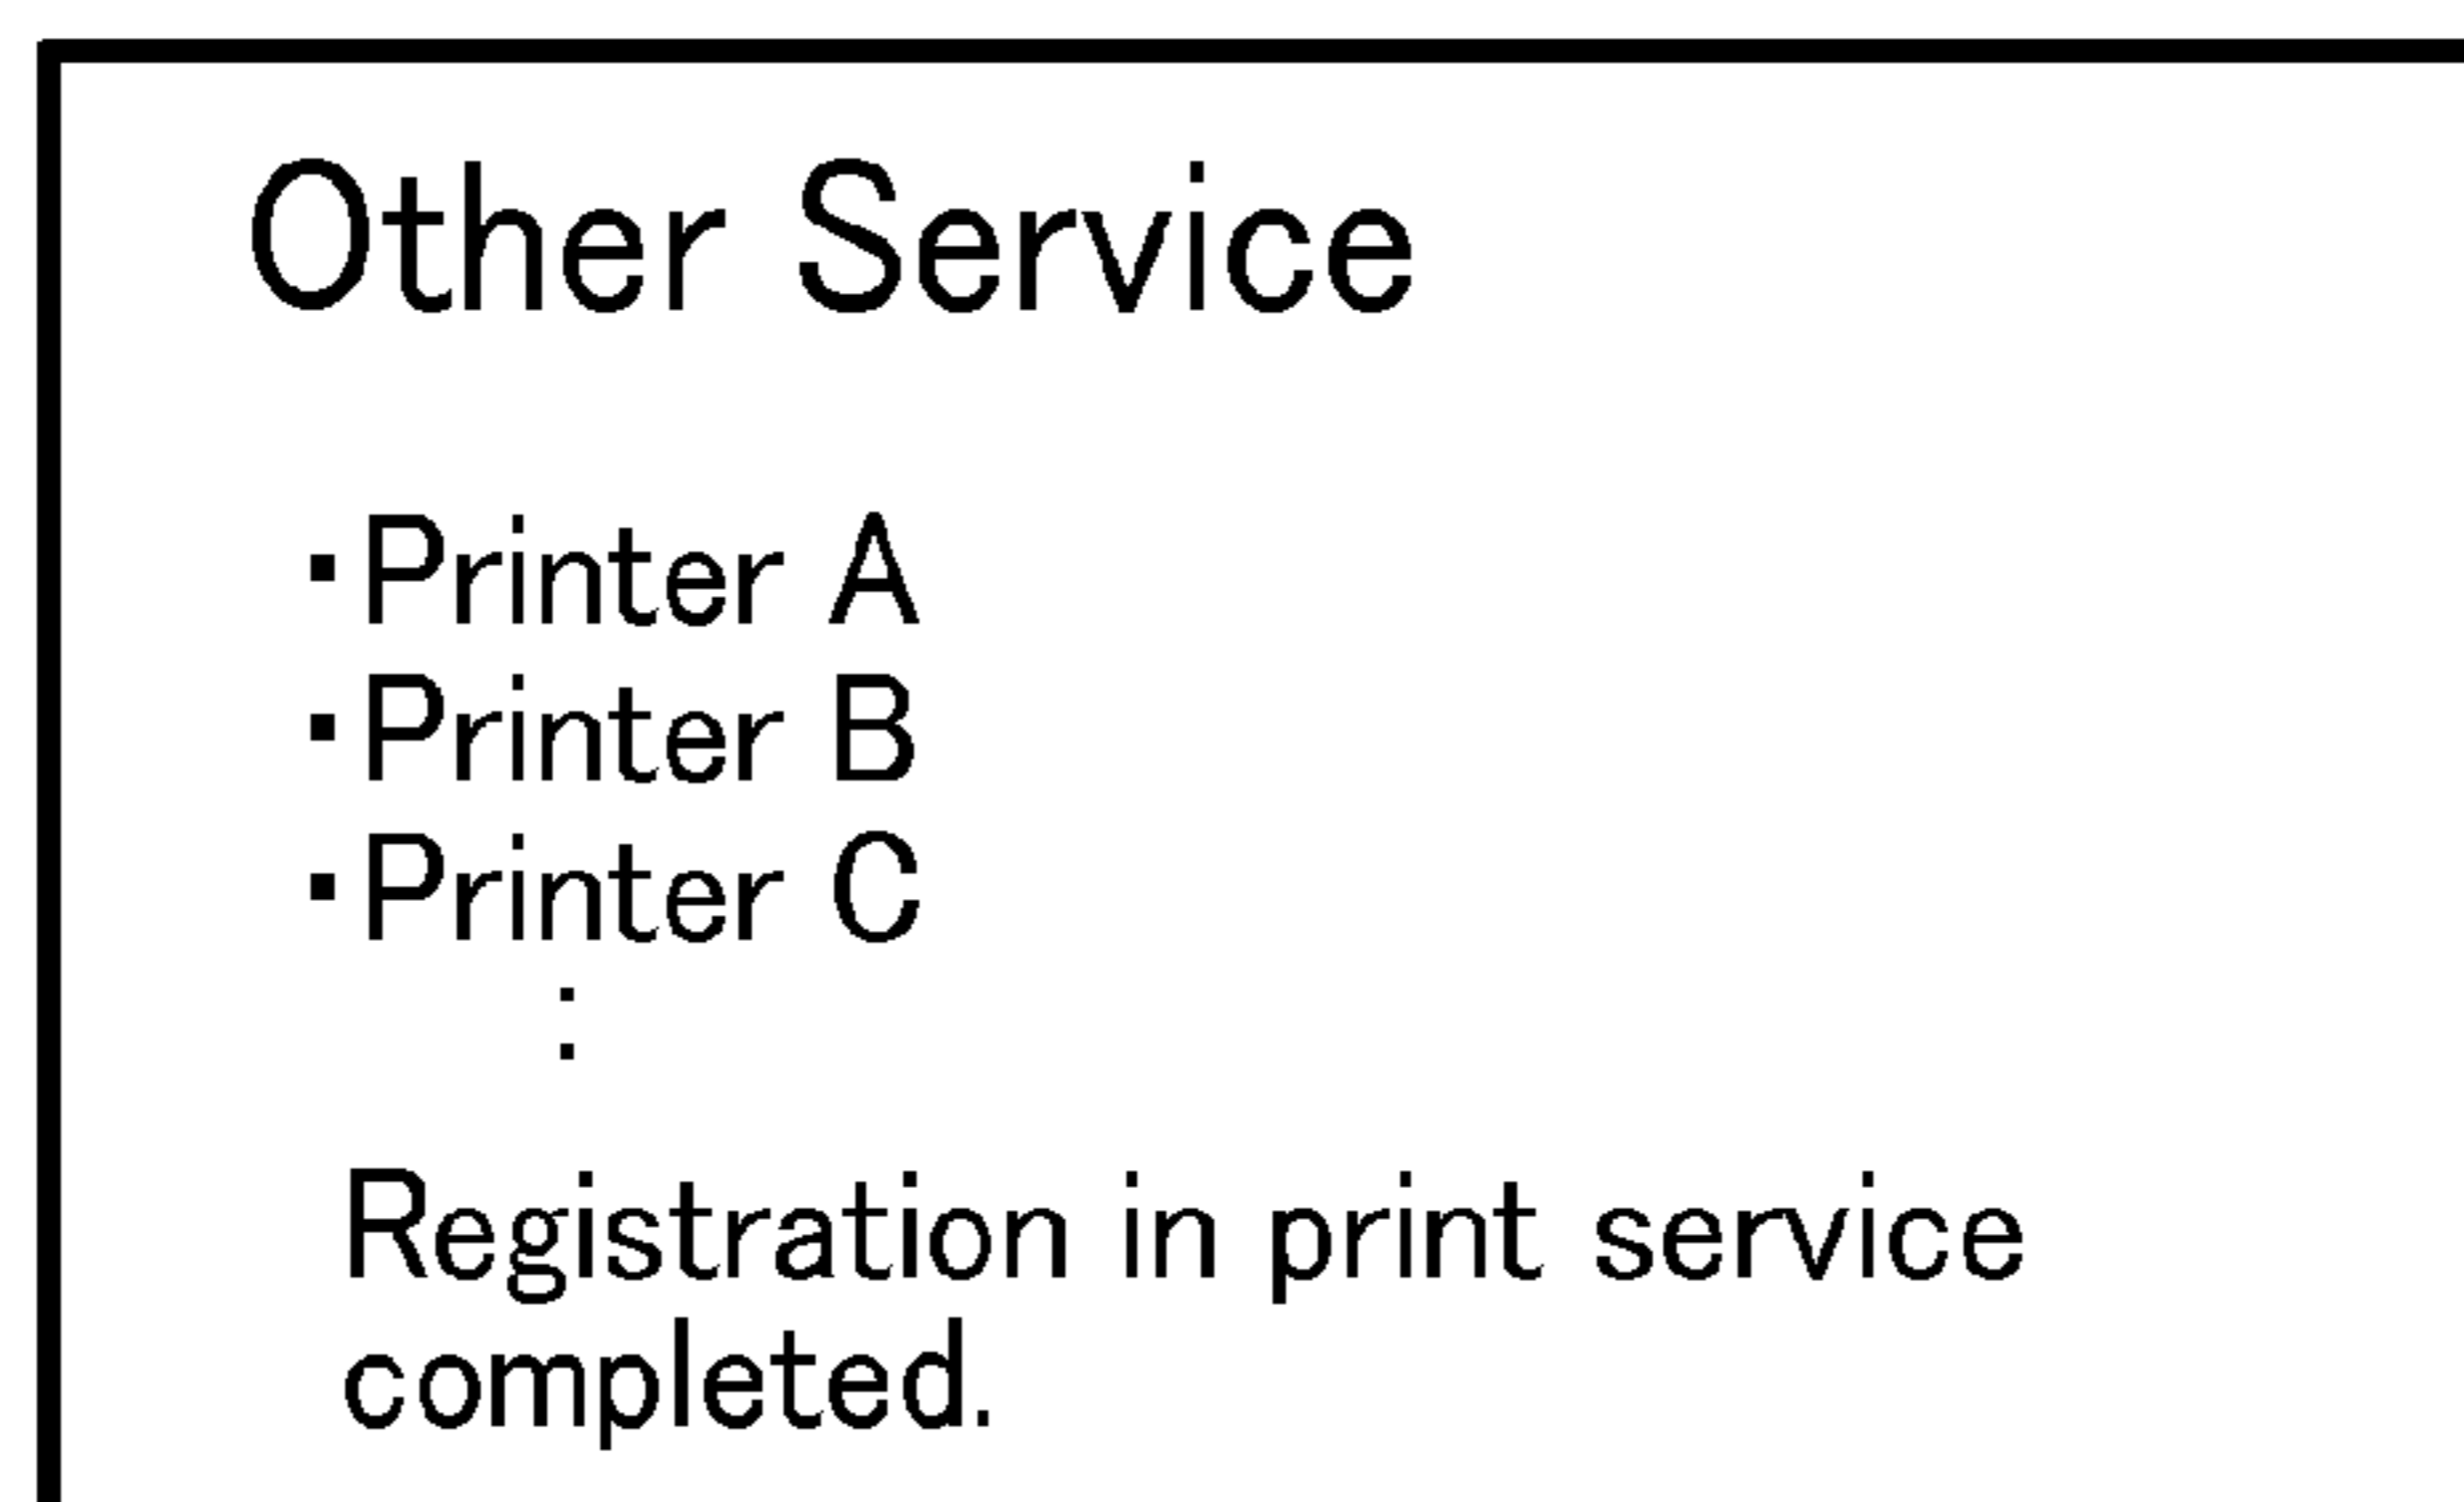 Other Service
・Printer A
・Printer B
・Printer C
:
Registration in print service
completed.